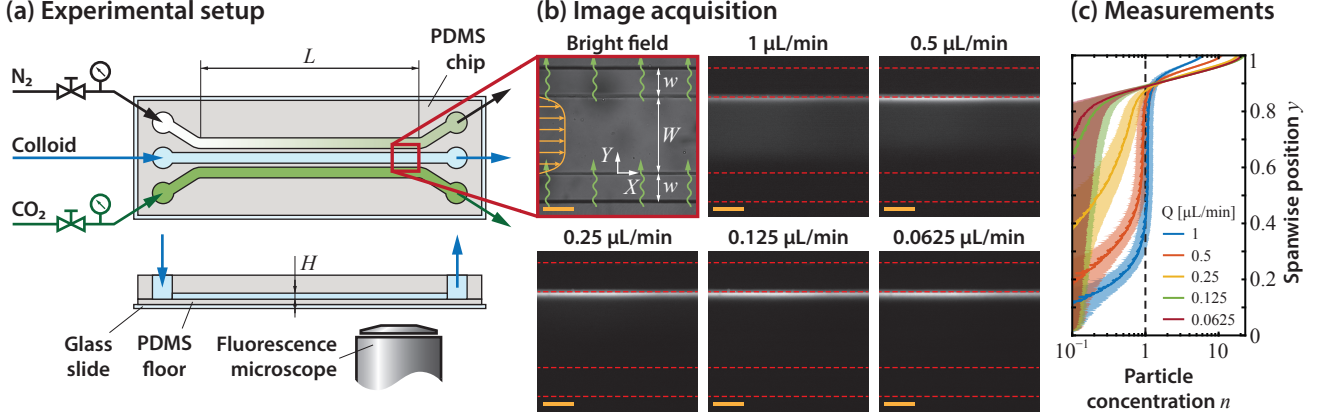 (a) Experimental setup
N₂
L
PDMS
chip
Colloid
CO₂
H
Glass
slide
PDMS
floor
Fluorescence
microscope
(b) Image acquisition
Bright field
1 μL/min
0.5 μL/min
w
W
Y
X
w
0.25 μL/min
0.125 μL/min
0.0625 μL/min
(c) Measurements
1
0.8
0.6
0.4
0.2
0
Spanwise position y
Q [μL/min]
1
0.5
0.25
0.125
0.0625
10⁻¹
1
10
Particle
concentration n